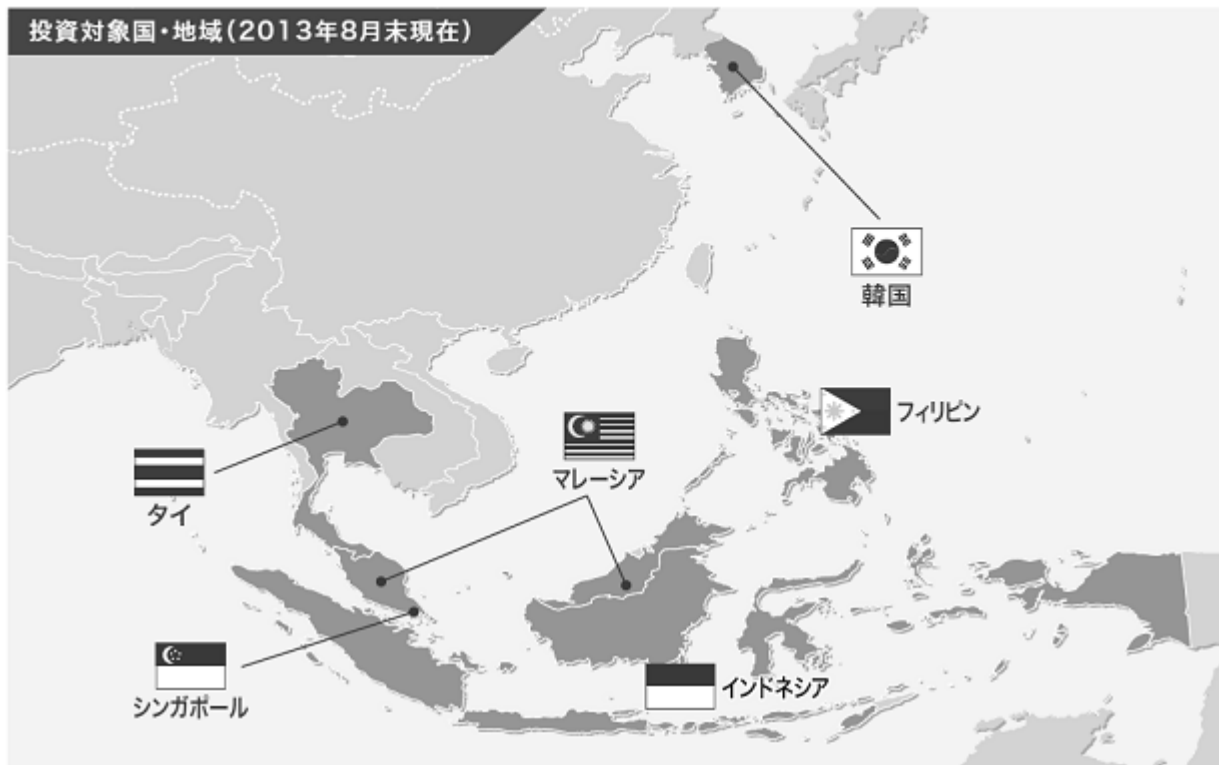 投資対象国・地域(2013年8月末現在)
韓国
フィリピン
マレーシア
タイ
シンガポール
インドネシア